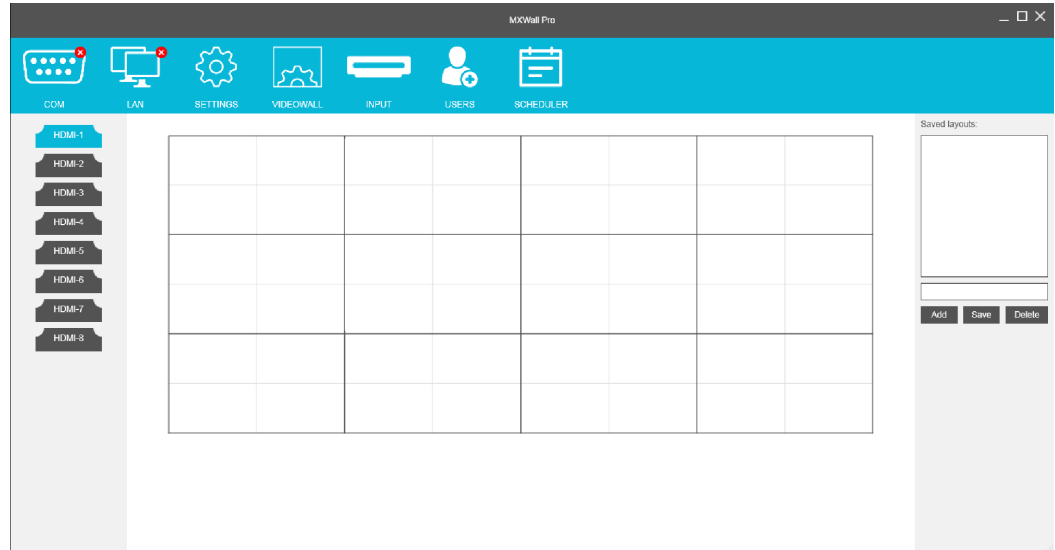 MXWall Pro
COM LAN SETTINGS VIDEOWALL INPUT USERS SCHEDULER
HDMI-1
HDMI-2
HDMI-3
HDMI-4
HDMI-5
HDMI-6
HDMI-7
HDMI-8
Saved layouts:
Add Save Delete